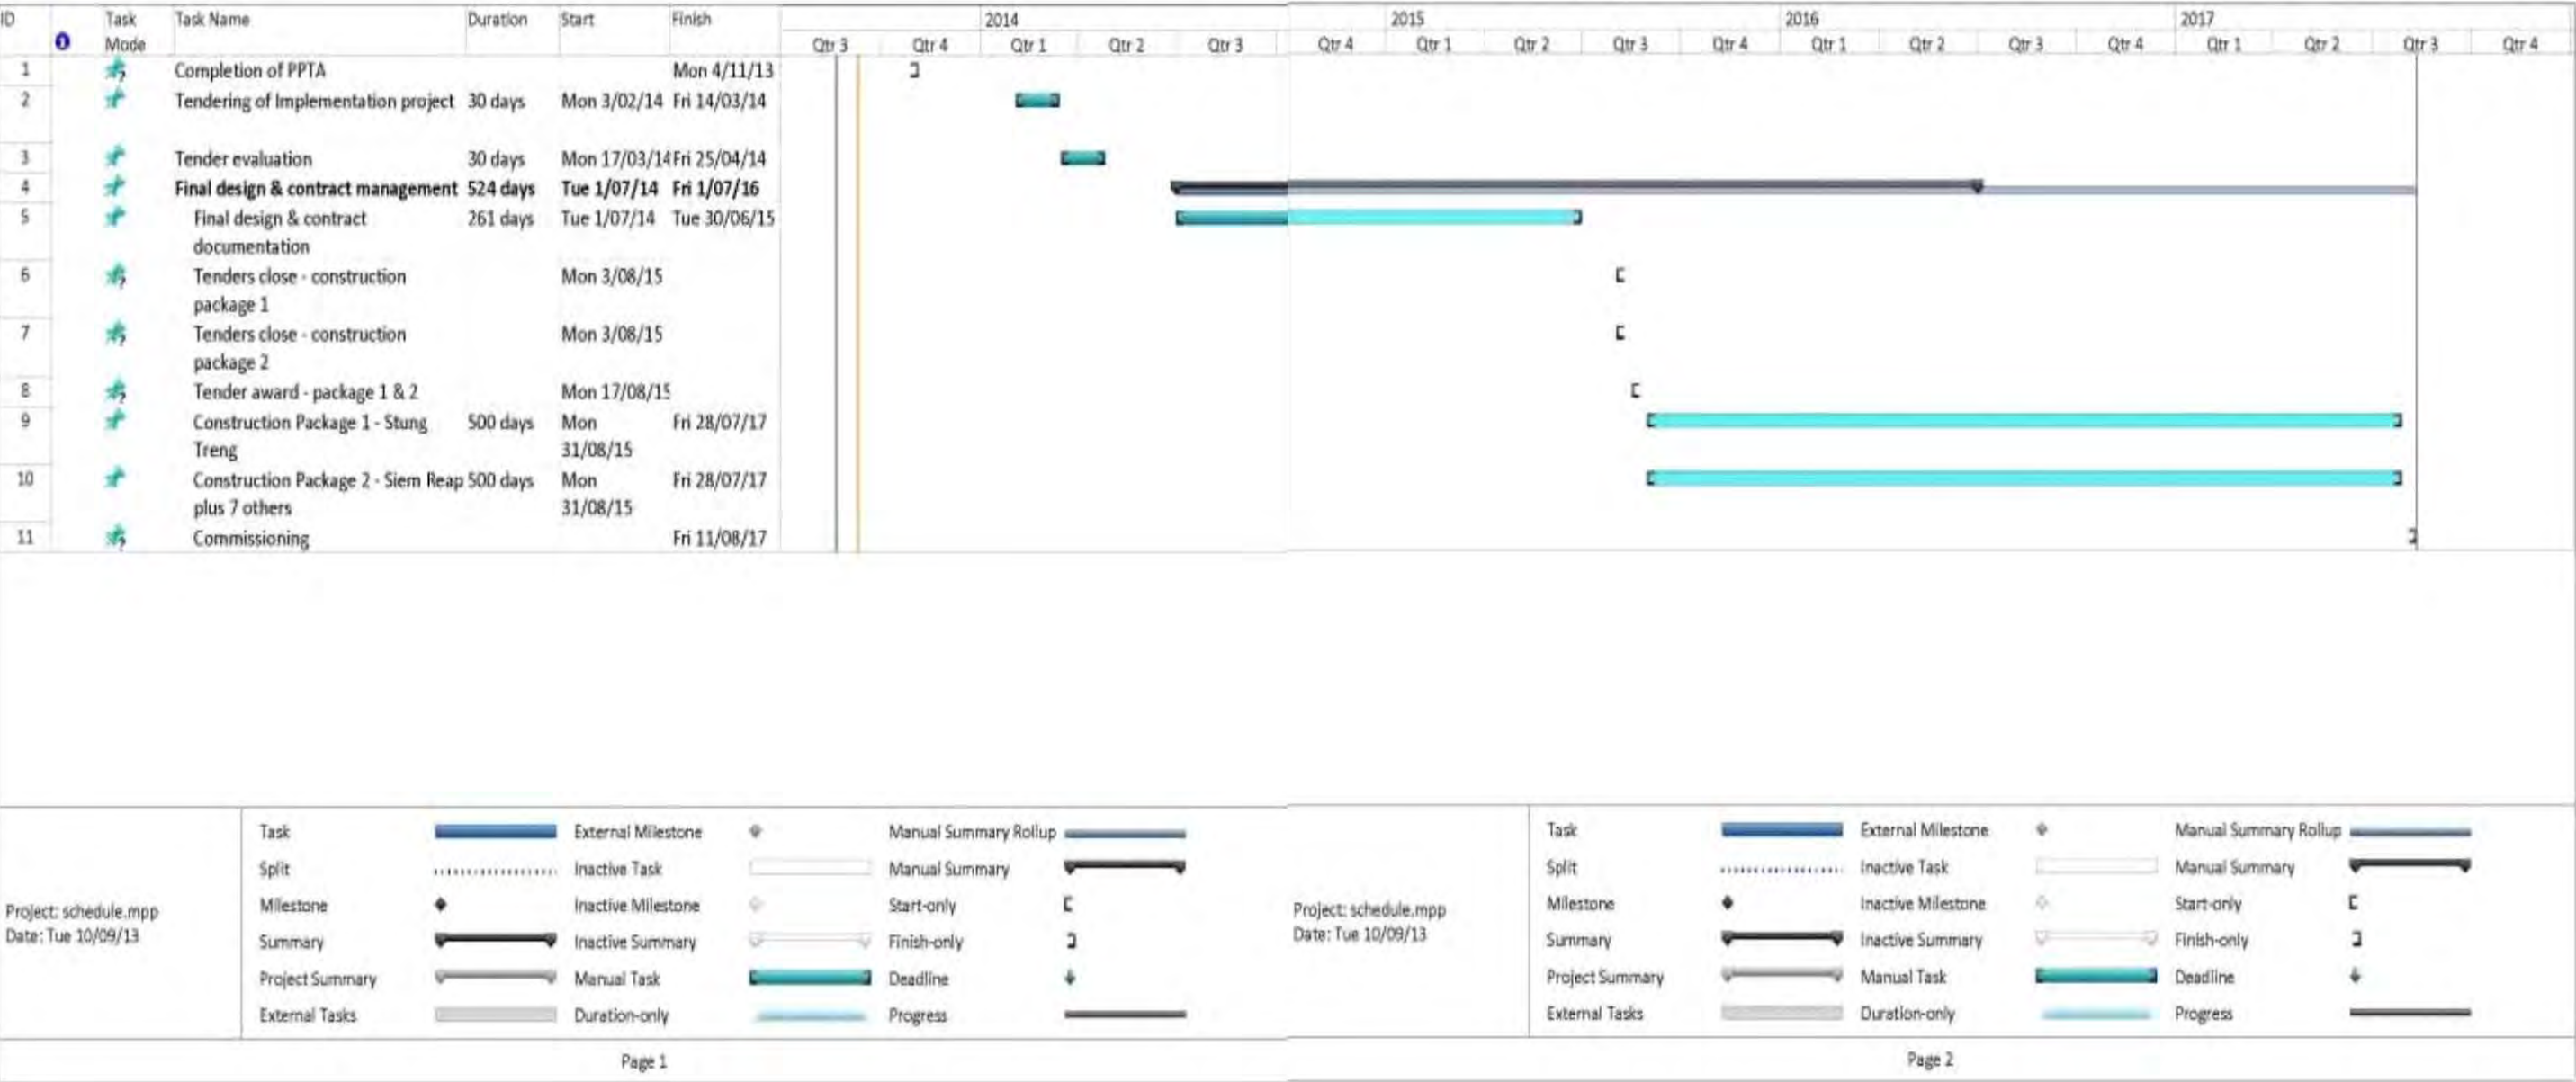 ID Task Mode Task Name Duration Start Finish 2014 2015 2016 2017
Qtr 3 Qtr 4 Qtr 1 Qtr 2 Qtr 3 Qtr 4 Qtr 1 Qtr 2 Qtr 3 Qtr 4 Qtr 1 Qtr 2 Qtr 3 Qtr 4 Qtr 1 Qtr 2 Qtr 3 Qtr 4
1 Completion of PPTA Mon 4/11/13
2 Tendering of Implementation project 30 days Mon 3/02/14 Fri 14/03/14
3 Tender evaluation 30 days Mon 17/03/14 Fri 25/04/14
4 Final design & contract management 524 days Tue 1/07/14 Fri 1/07/16
5 Final design & contract 261 days Tue 1/07/14 Tue 30/06/15
documentation
6 Tenders close - construction Mon 3/08/15
package 1
7 Tenders close - construction Mon 3/08/15
package 2
8 Tender award - package 1 & 2 Mon 17/08/15
9 Construction Package 1 - Stung 500 days Mon Fri 28/07/17
Treng 31/08/15
10 Construction Package 2 - Siem Reap 500 days Mon Fri 28/07/17
plus 7 others 31/08/15
11 Commissioning Fri 11/08/17
Project: schedule.mpp
Date: Tue 10/09/13
Task External Milestone Manual Summary Rollup
Split Inactive Task Manual Summary
Milestone Inactive Milestone Start-only
Summary Inactive Summary Finish-only
Project Summary Manual Task Deadline
External Tasks Duration-only Progress
Page 1
Project: schedule.mpp
Date: Tue 10/09/13
Task External Milestone Manual Summary Rollup
Split Inactive Task Manual Summary
Milestone Inactive Milestone Start-only
Summary Inactive Summary Finish-only
Project Summary Manual Task Deadline
External Tasks Duration-only Progress
Page 2